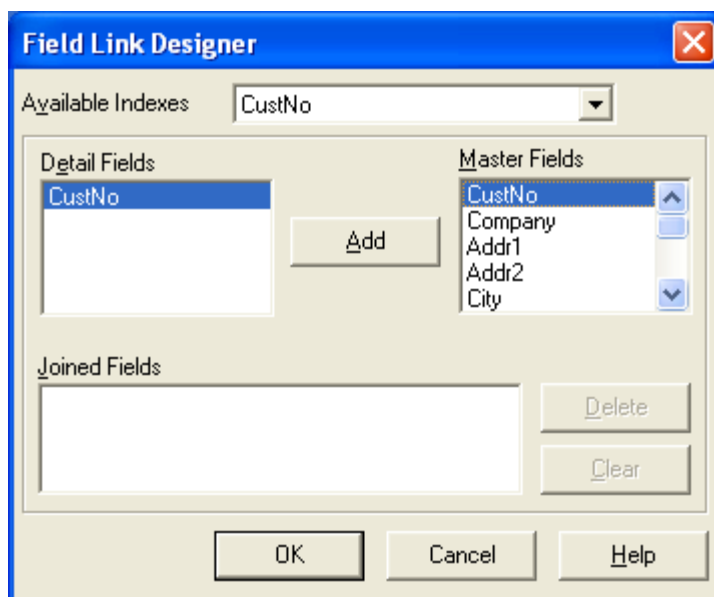 Field Link Designer
Available Indexes
CustNo
Detail Fields
CustNo
Add
Master Fields
CustNo
Company
Addr1
Addr2
City
Joined Fields
Delete
Clear
OK
Cancel
Help